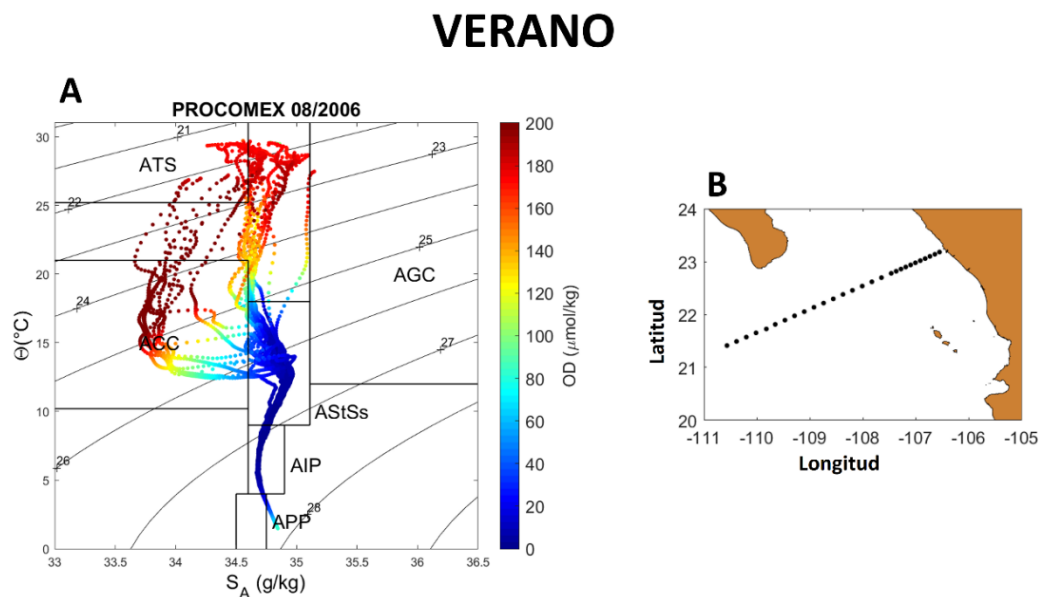 VERANO
A
PROCOMEX 08/2006
30
25
20
15
10
5
0
Θ(°C)
33
33.5
34
34.5
35
35.5
36
36.5
S_A (g/kg)
21
22
23
24
25
26
27
28
ATS
AGC
ACC
AStSs
AIP
APP
200
180
160
140
120
100
80
60
40
20
0
OD (μmol/kg)
B
24
23
22
21
20
Latitud
-111 -110 -109 -108 -107 -106 -105
Longitud